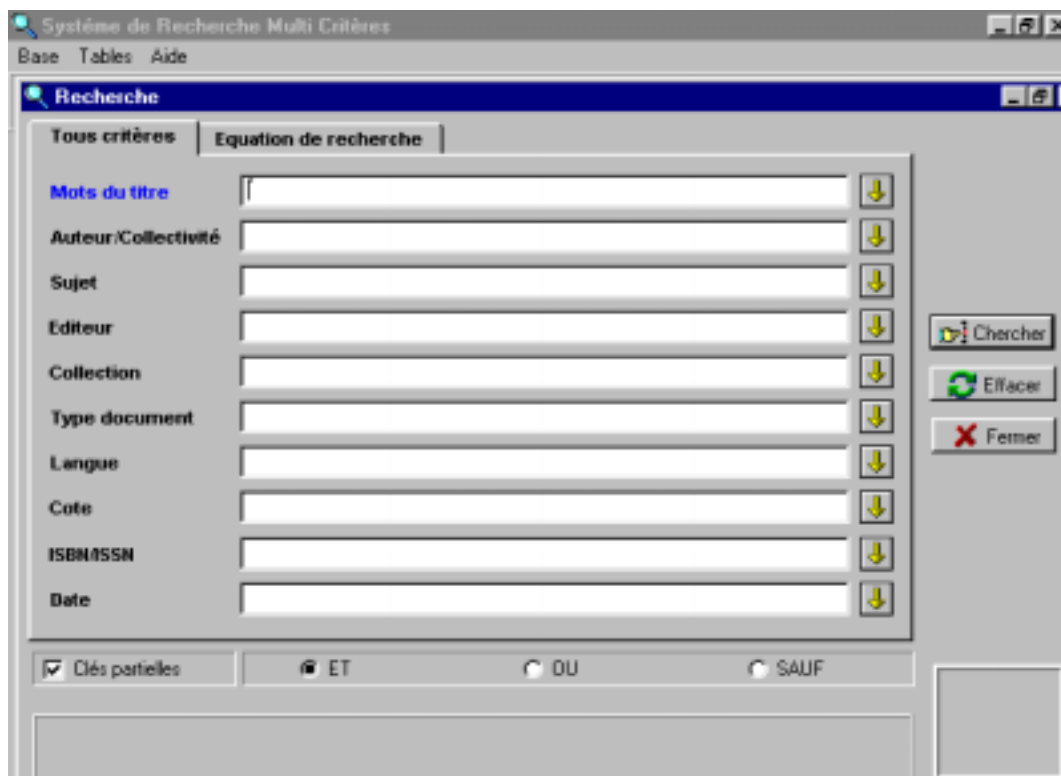 Systéme de Recherche Multi Critères
Base Tables Aide
Recherche
Tous critères Equation de recherche
Mots du titre
Auteur/Collectivité
Sujet
Editeur
Collection
Type document
Langue
Cote
ISBN/ISSN
Date
Chercher
Effacer
Fermer
Clés partielles ET OU SAUF